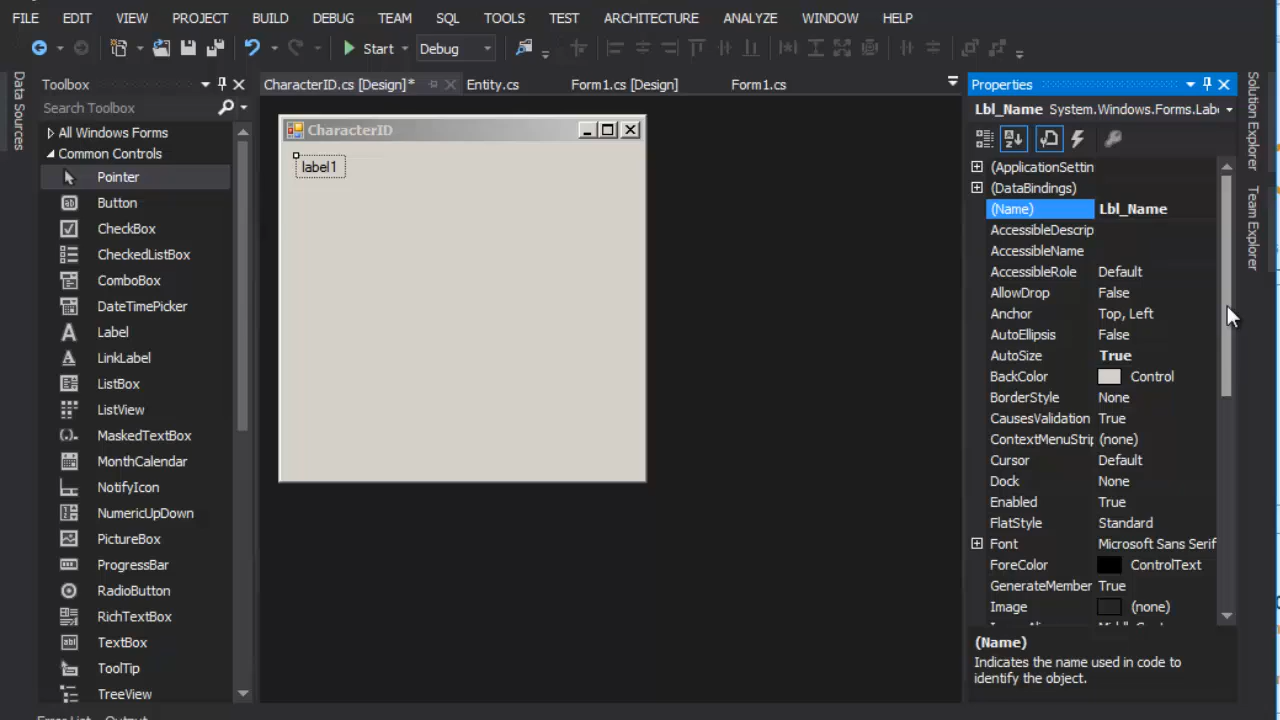 FILE EDIT VIEW PROJECT BUILD DEBUG TEAM SQL TOOLS TEST ARCHITECTURE ANALYZE WINDOW HELP
Start Debug
Data Sources
Toolbox
Search Toolbox
All Windows Forms
Common Controls
Pointer
Button
CheckBox
CheckedListBox
ComboBox
DateTimePicker
Label
LinkLabel
ListBox
ListView
MaskedTextBox
MonthCalendar
NotifyIcon
NumericUpDown
PictureBox
ProgressBar
RadioButton
RichTextBox
TextBox
ToolTip
TreeView
Error List Output
CharacterID.cs [Design]* Entity.cs Form1.cs [Design] Form1.cs
CharacterID
label1
Properties
Lbl_Name System.Windows.Forms.Labe
(ApplicationSettin
(DataBindings)
(Name) Lbl_Name
AccessibleDescrip
AccessibleName
AccessibleRole Default
AllowDrop False
Anchor Top, Left
AutoEllipsis False
AutoSize True
BackColor Control
BorderStyle None
CausesValidation True
ContextMenuStrip (none)
Cursor Default
Dock None
Enabled True
FlatStyle Standard
Font Microsoft Sans Serif
ForeColor ControlText
GenerateMember True
Image (none)
(Name)
Indicates the name used in code to
identify the object.
Solution Explorer
Team Explorer